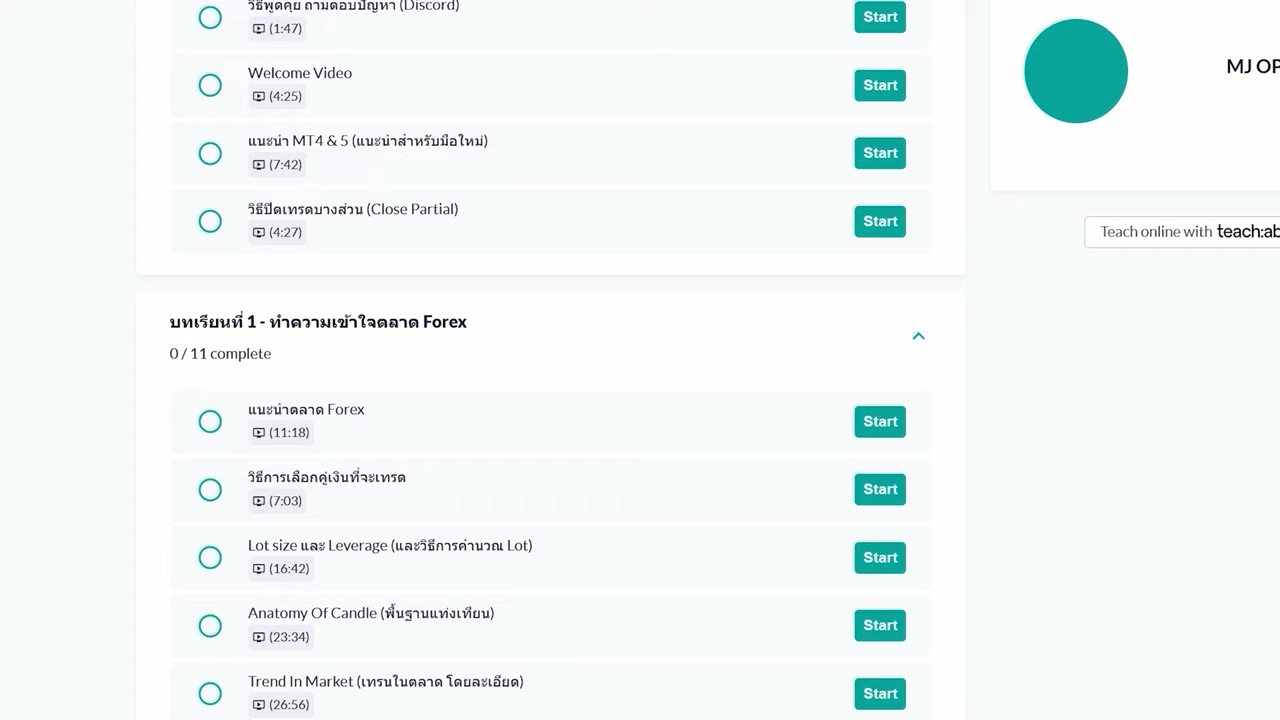 วิธีพูดคุย ถามตอบปัญหา (Discord)
(1:47)
Start
Welcome Video
(4:25)
Start
แนะนำ MT4 & 5 (แนะนำสำหรับมือใหม่)
(7:42)
Start
วิธีปิดเทรดบางส่วน (Close Partial)
(4:27)
Start
บทเรียนที่ 1 - ทำความเข้าใจตลาด Forex
0 / 11 complete
แนะนำตลาด Forex
(11:18)
Start
วิธีการเลือกคู่เงินที่จะเทรด
(7:03)
Start
Lot size และ Leverage (และวิธีการคำนวณ Lot)
(16:42)
Start
Anatomy Of Candle (พื้นฐานแท่งเทียน)
(23:34)
Start
Trend In Market (เทรนในตลาด โดยละเอียด)
(26:56)
Start
MJ OP
Teach online with teach:ab